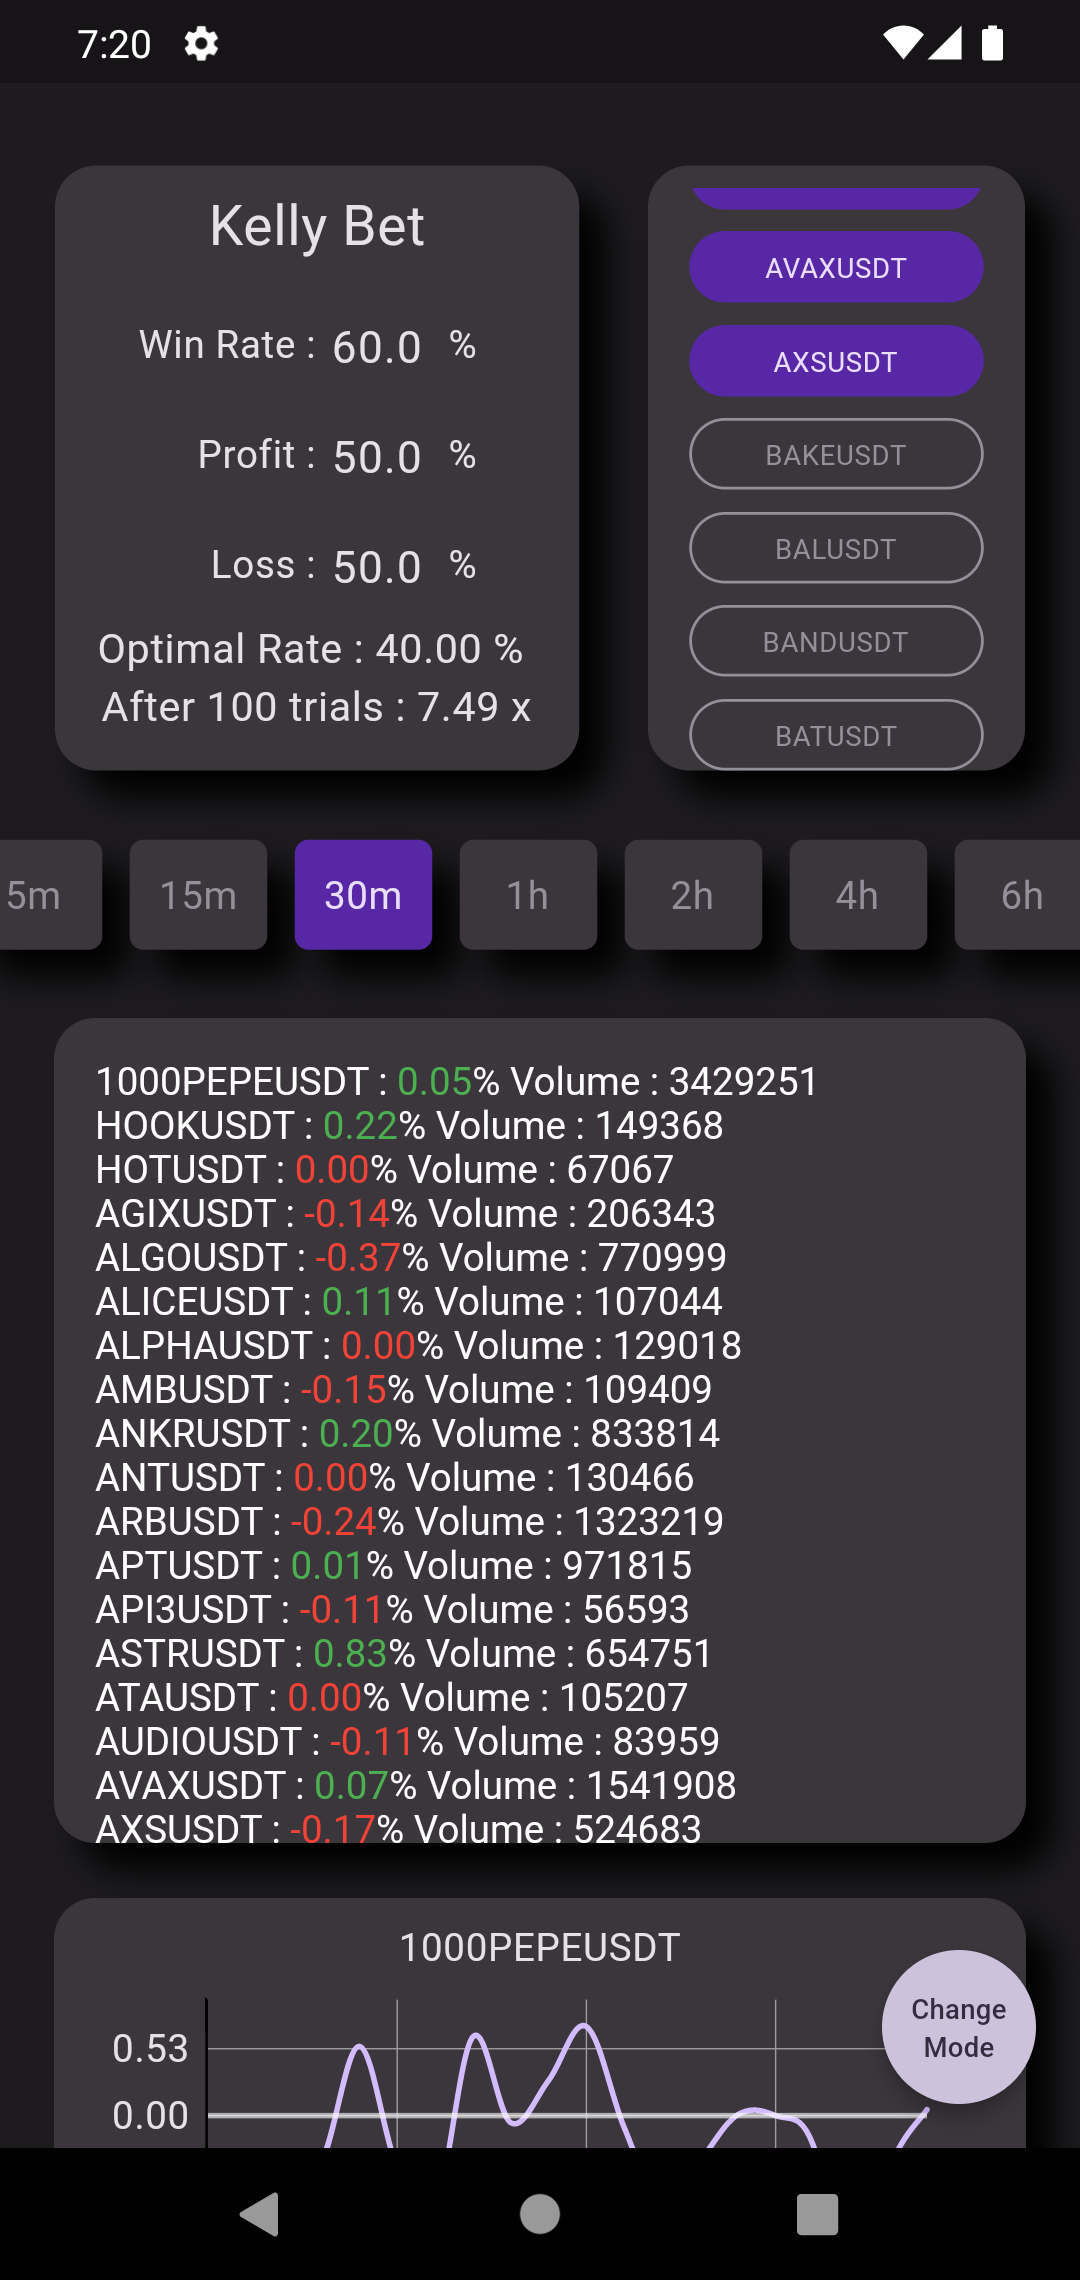 7:20
Kelly Bet
Win Rate : 60.0 %
Profit : 50.0 %
Loss : 50.0 %
Optimal Rate : 40.00 %
After 100 trials : 7.49 x
AVAXUSDT
AXSUSDT
BAKEUSDT
BALUSDT
BANDUSDT
BATUSDT
5m 15m 30m 1h 2h 4h 6h
1000PEPEUSDT : 0.05% Volume : 3429251
HOOKUSDT : 0.22% Volume : 149368
HOTUSDT : 0.00% Volume : 67067
AGIXUSDT : -0.14% Volume : 206343
ALGOUSDT : -0.37% Volume : 770999
ALICEUSDT : 0.11% Volume : 107044
ALPHAUSDT : 0.00% Volume : 129018
AMBUSDT : -0.15% Volume : 109409
ANKRUSDT : 0.20% Volume : 833814
ANTUSDT : 0.00% Volume : 130466
ARBUSDT : -0.24% Volume : 1323219
APTUSDT : 0.01% Volume : 971815
API3USDT : -0.11% Volume : 56593
ASTRUSDT : 0.83% Volume : 654751
ATAUSDT : 0.00% Volume : 105207
AUDIOUSDT : -0.11% Volume : 83959
AVAXUSDT : 0.07% Volume : 1541908
AXSUSDT : -0.17% Volume : 524683
1000PEPEUSDT
Change
Mode
0.53
0.00